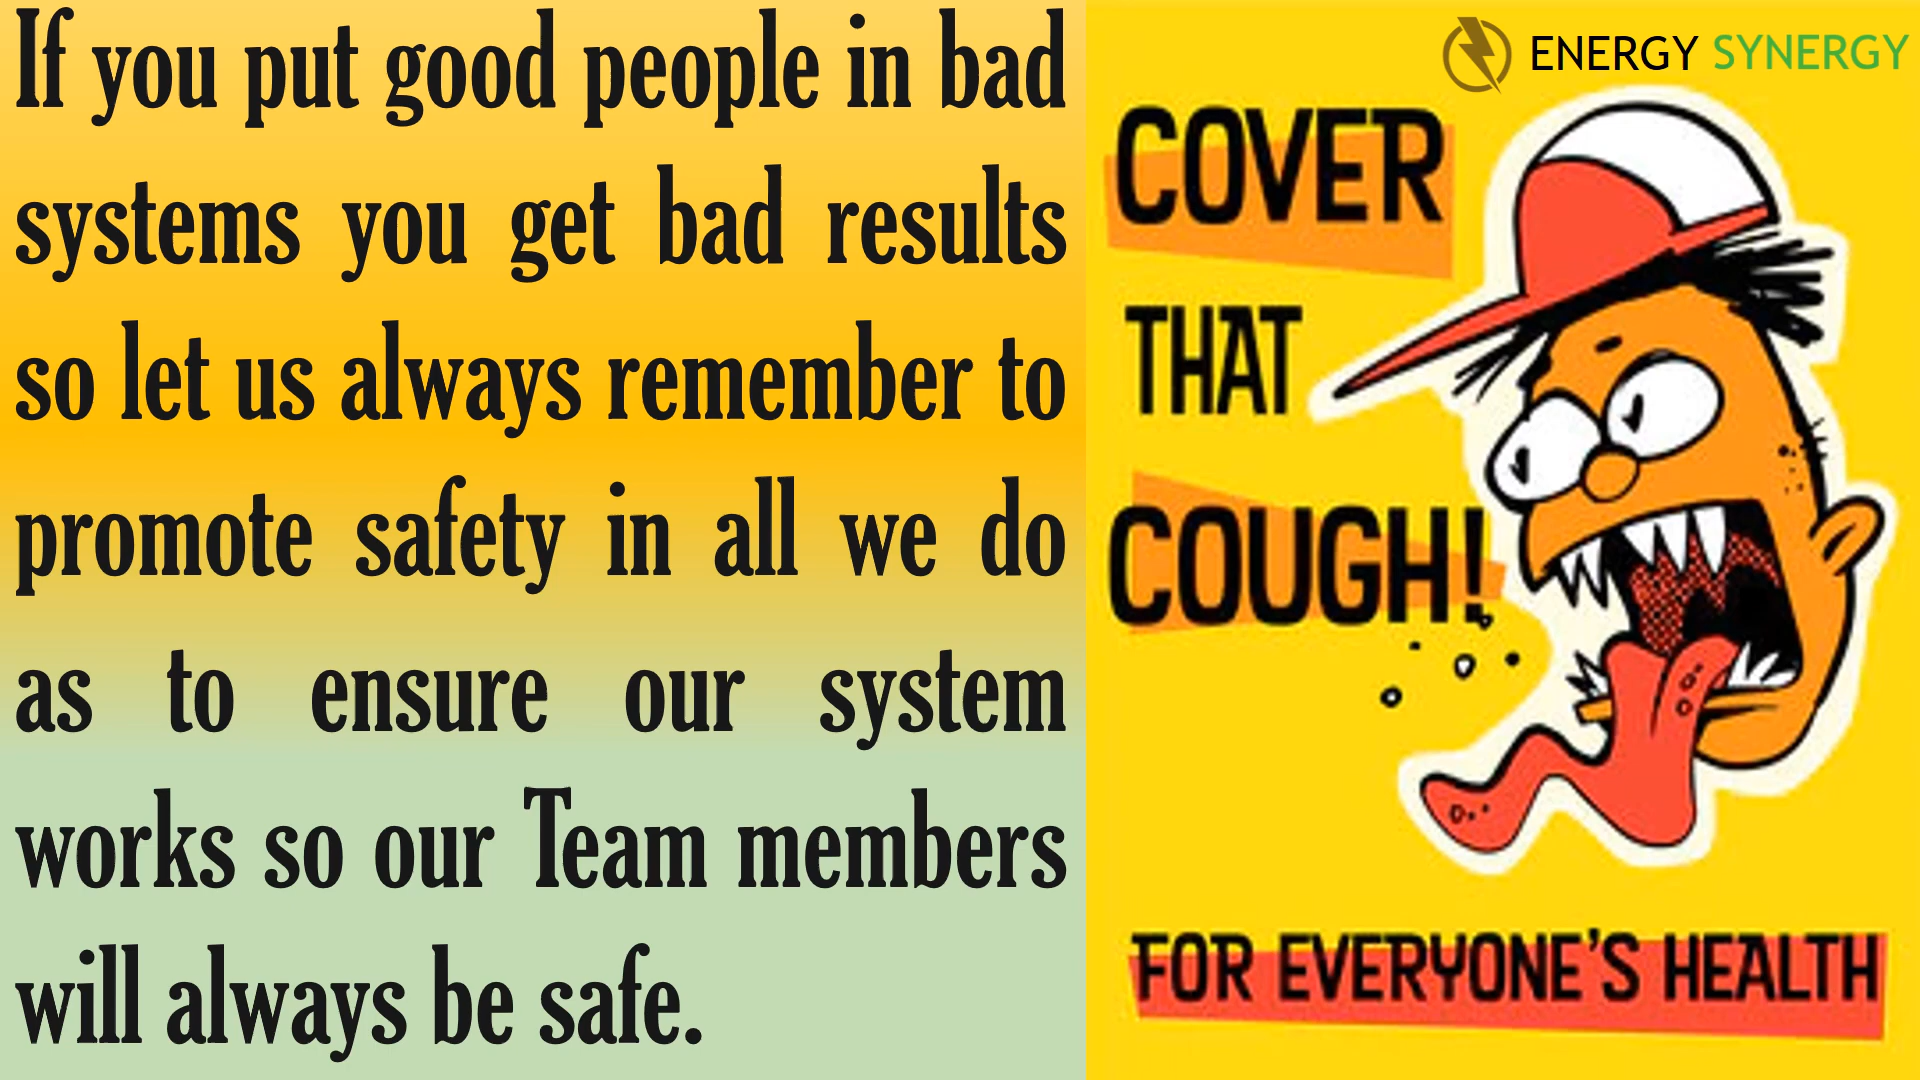 If you put good people in bad
systems you get bad results
so let us always remember to
promote safety in all we do
as to ensure our system
works so our Team members
will always be safe.
ENERGY SYNERGY
COVER
THAT
COUGH!
FOR EVERYONE'S HEALTH